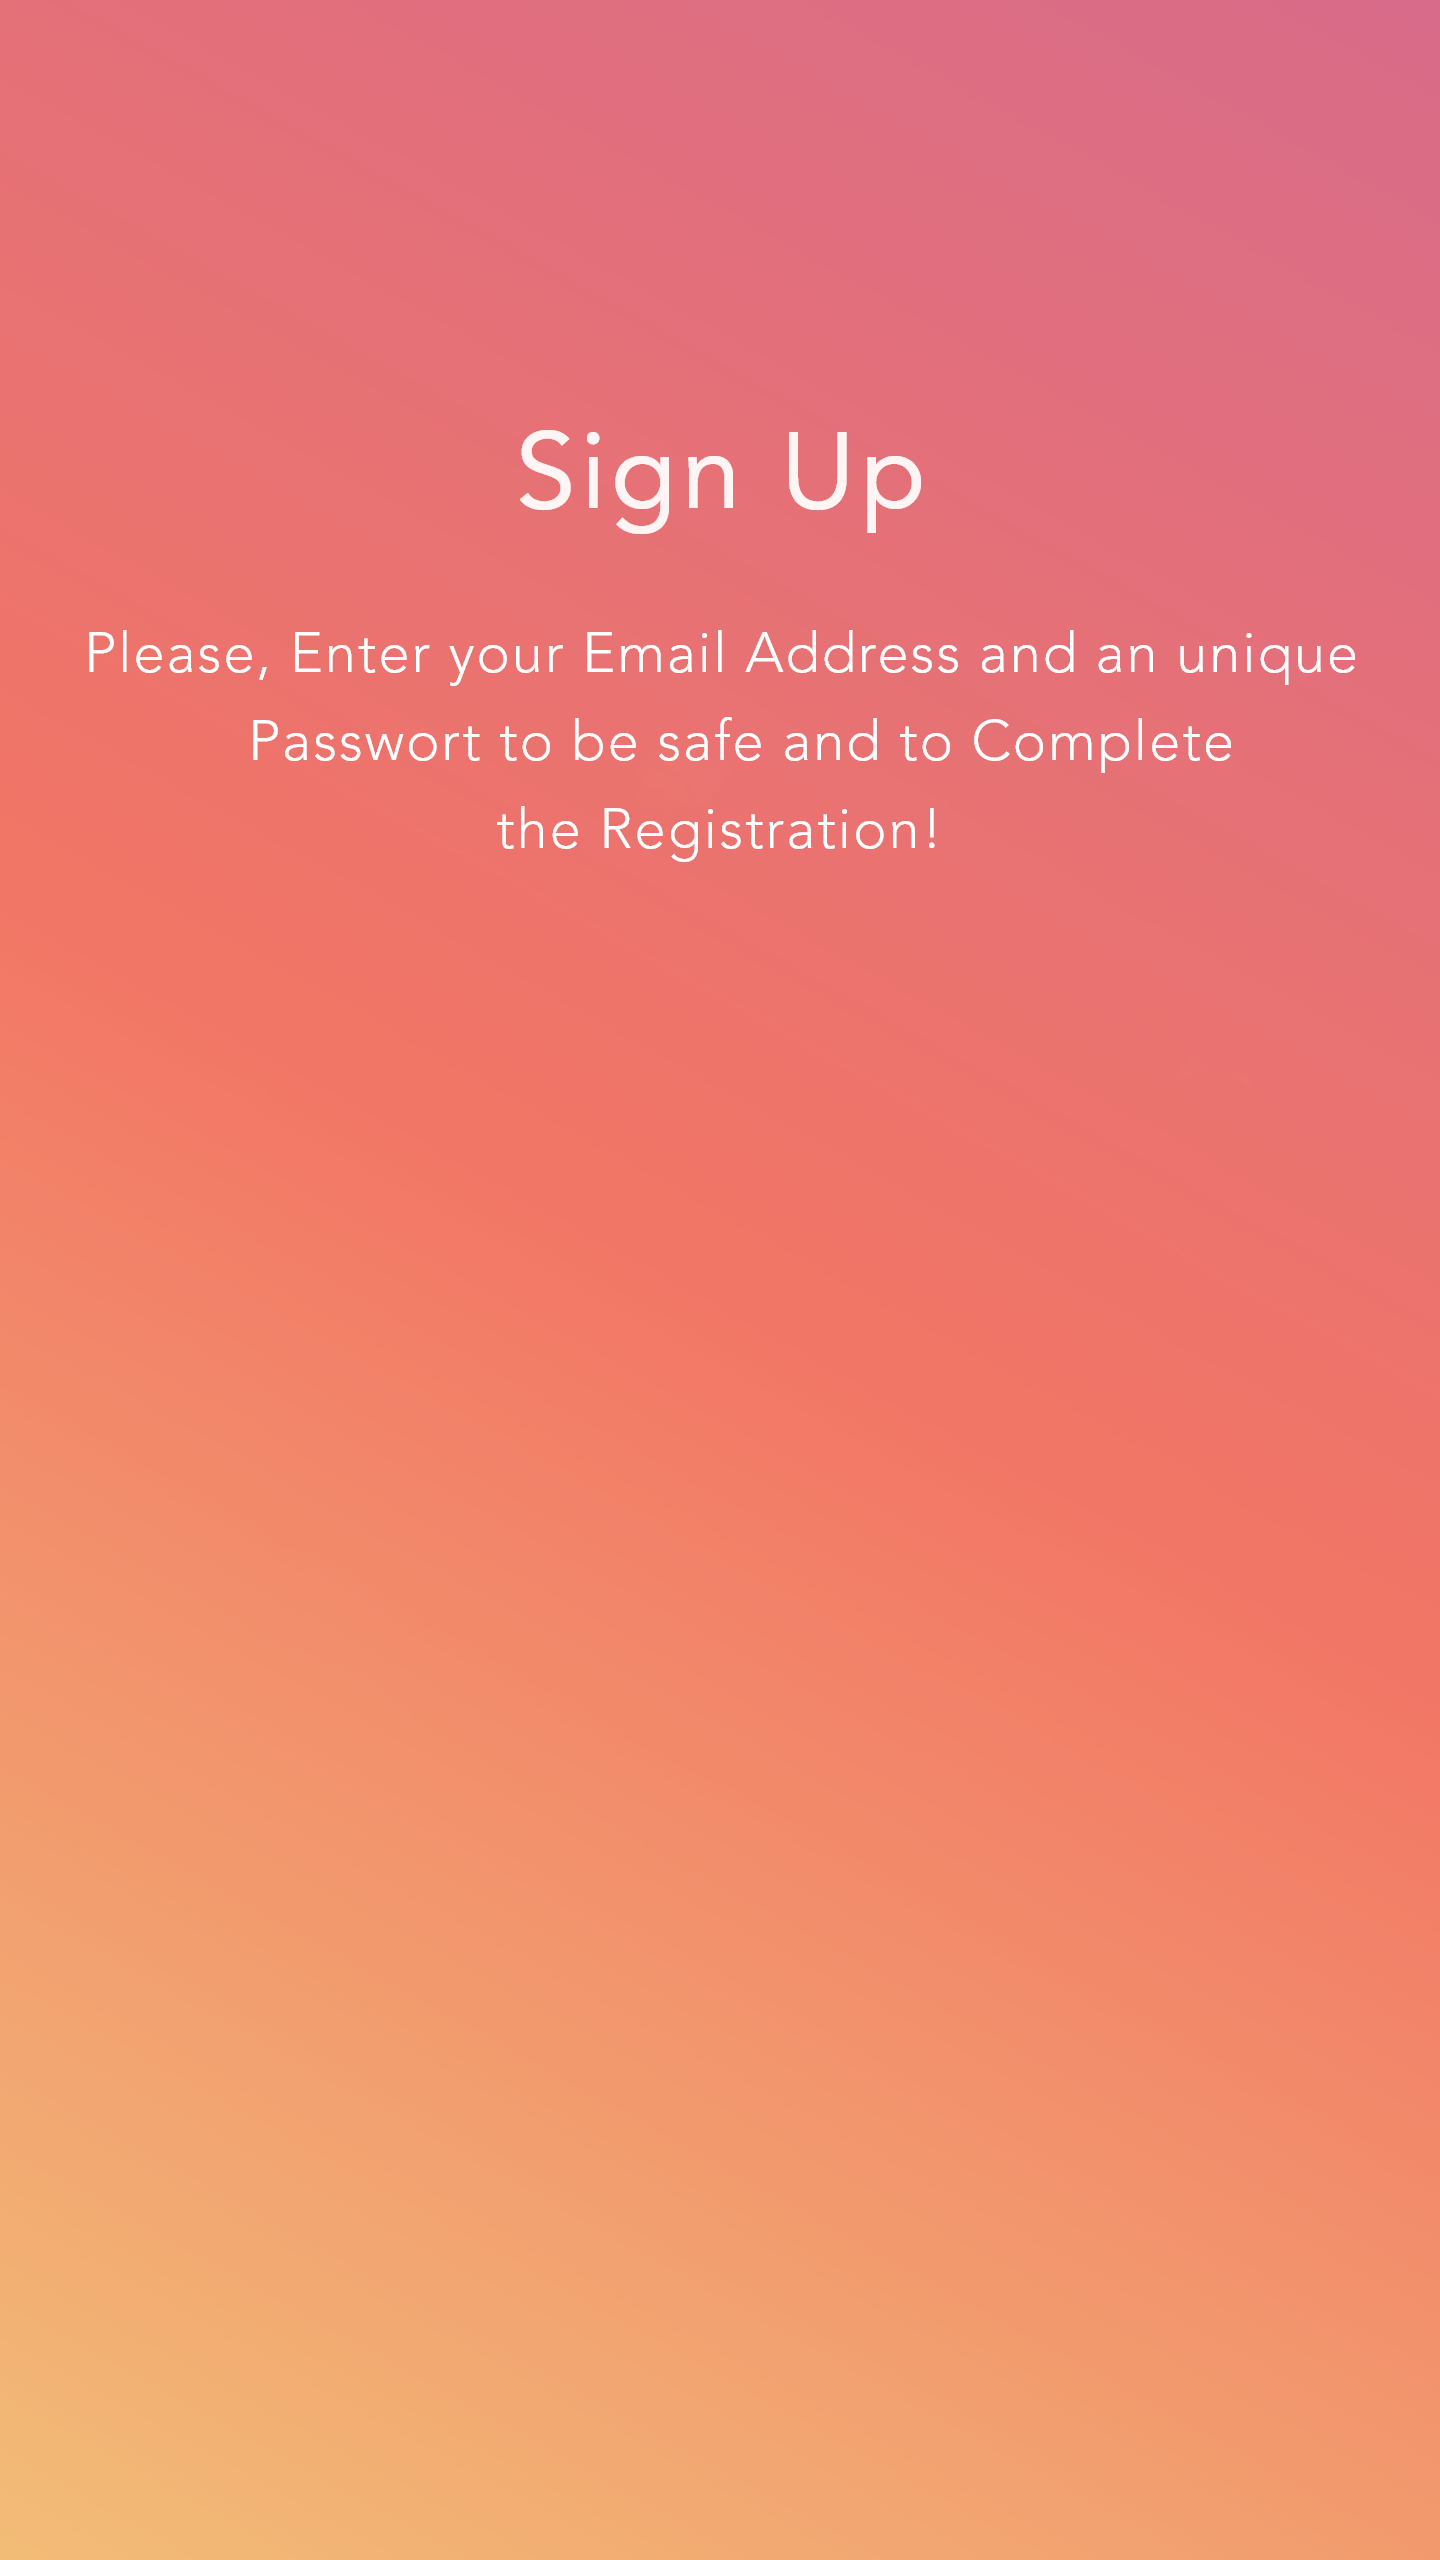 Sign Up
Please, Enter your Email Address and an unique
Passwort to be safe and to Complete
the Registration!